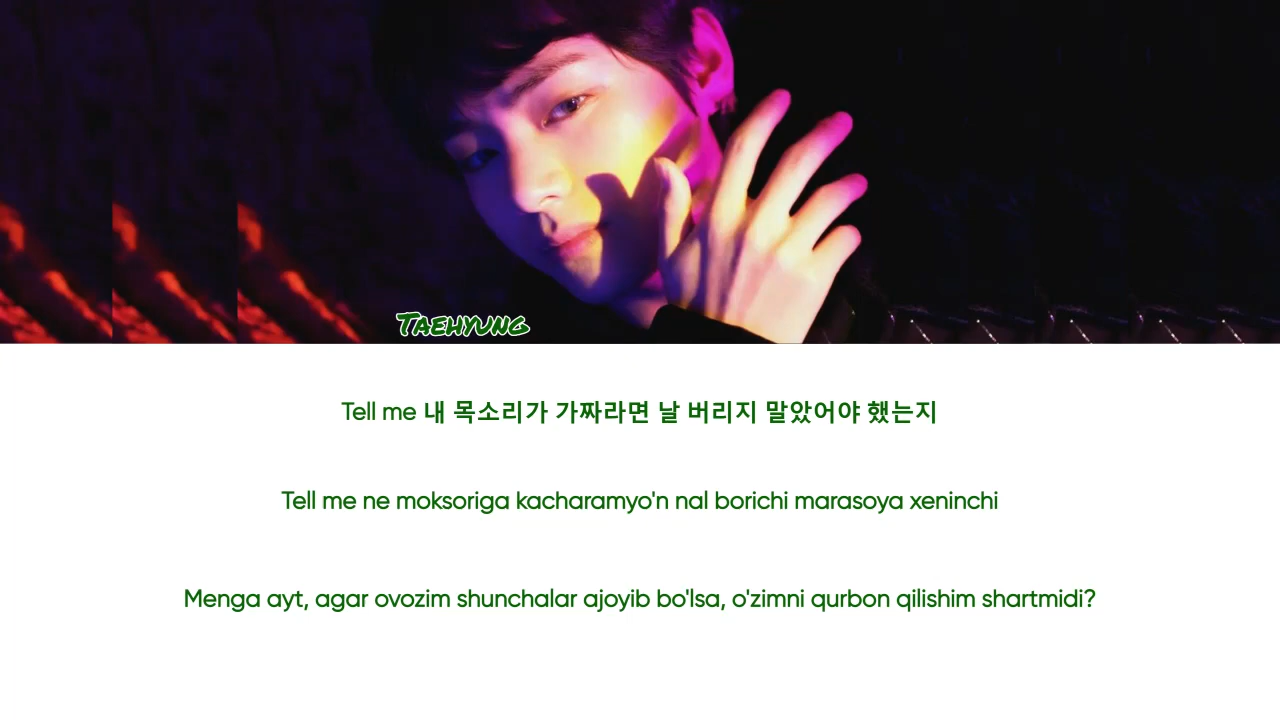 Taehyung
Tell me 내 목소리가 가짜라면 날 버리지 말았어야 했는지
Tell me ne moksoriga kacharamyo'n nal borichi marasoya xeninchi
Menga ayt, agar ovozim shunchalar ajoyib bo'lsa, o'zimni qurbon qilishim shartmidi?